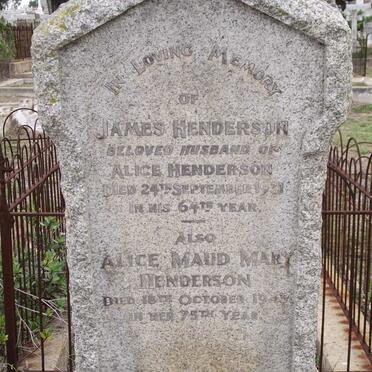 IN LOVING MEMORY
OF
JAMES HENDERSON
BELOVED HUSBAND OF
ALICE HENDERSON
DIED 24TH SEPTEMBER
IN HIS 64TH YEAR.
ALSO
ALICE MAUD MARY
HENDERSON
DIED 18TH OCTOBER
IN HER 75TH YEAR.